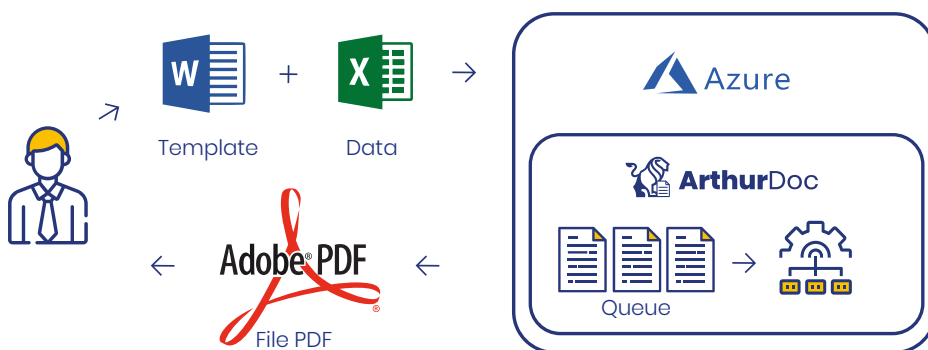 W
+
X
Template
Data
Azure
ArthurDoc
Queue
Adobe® PDF
®
File PDF